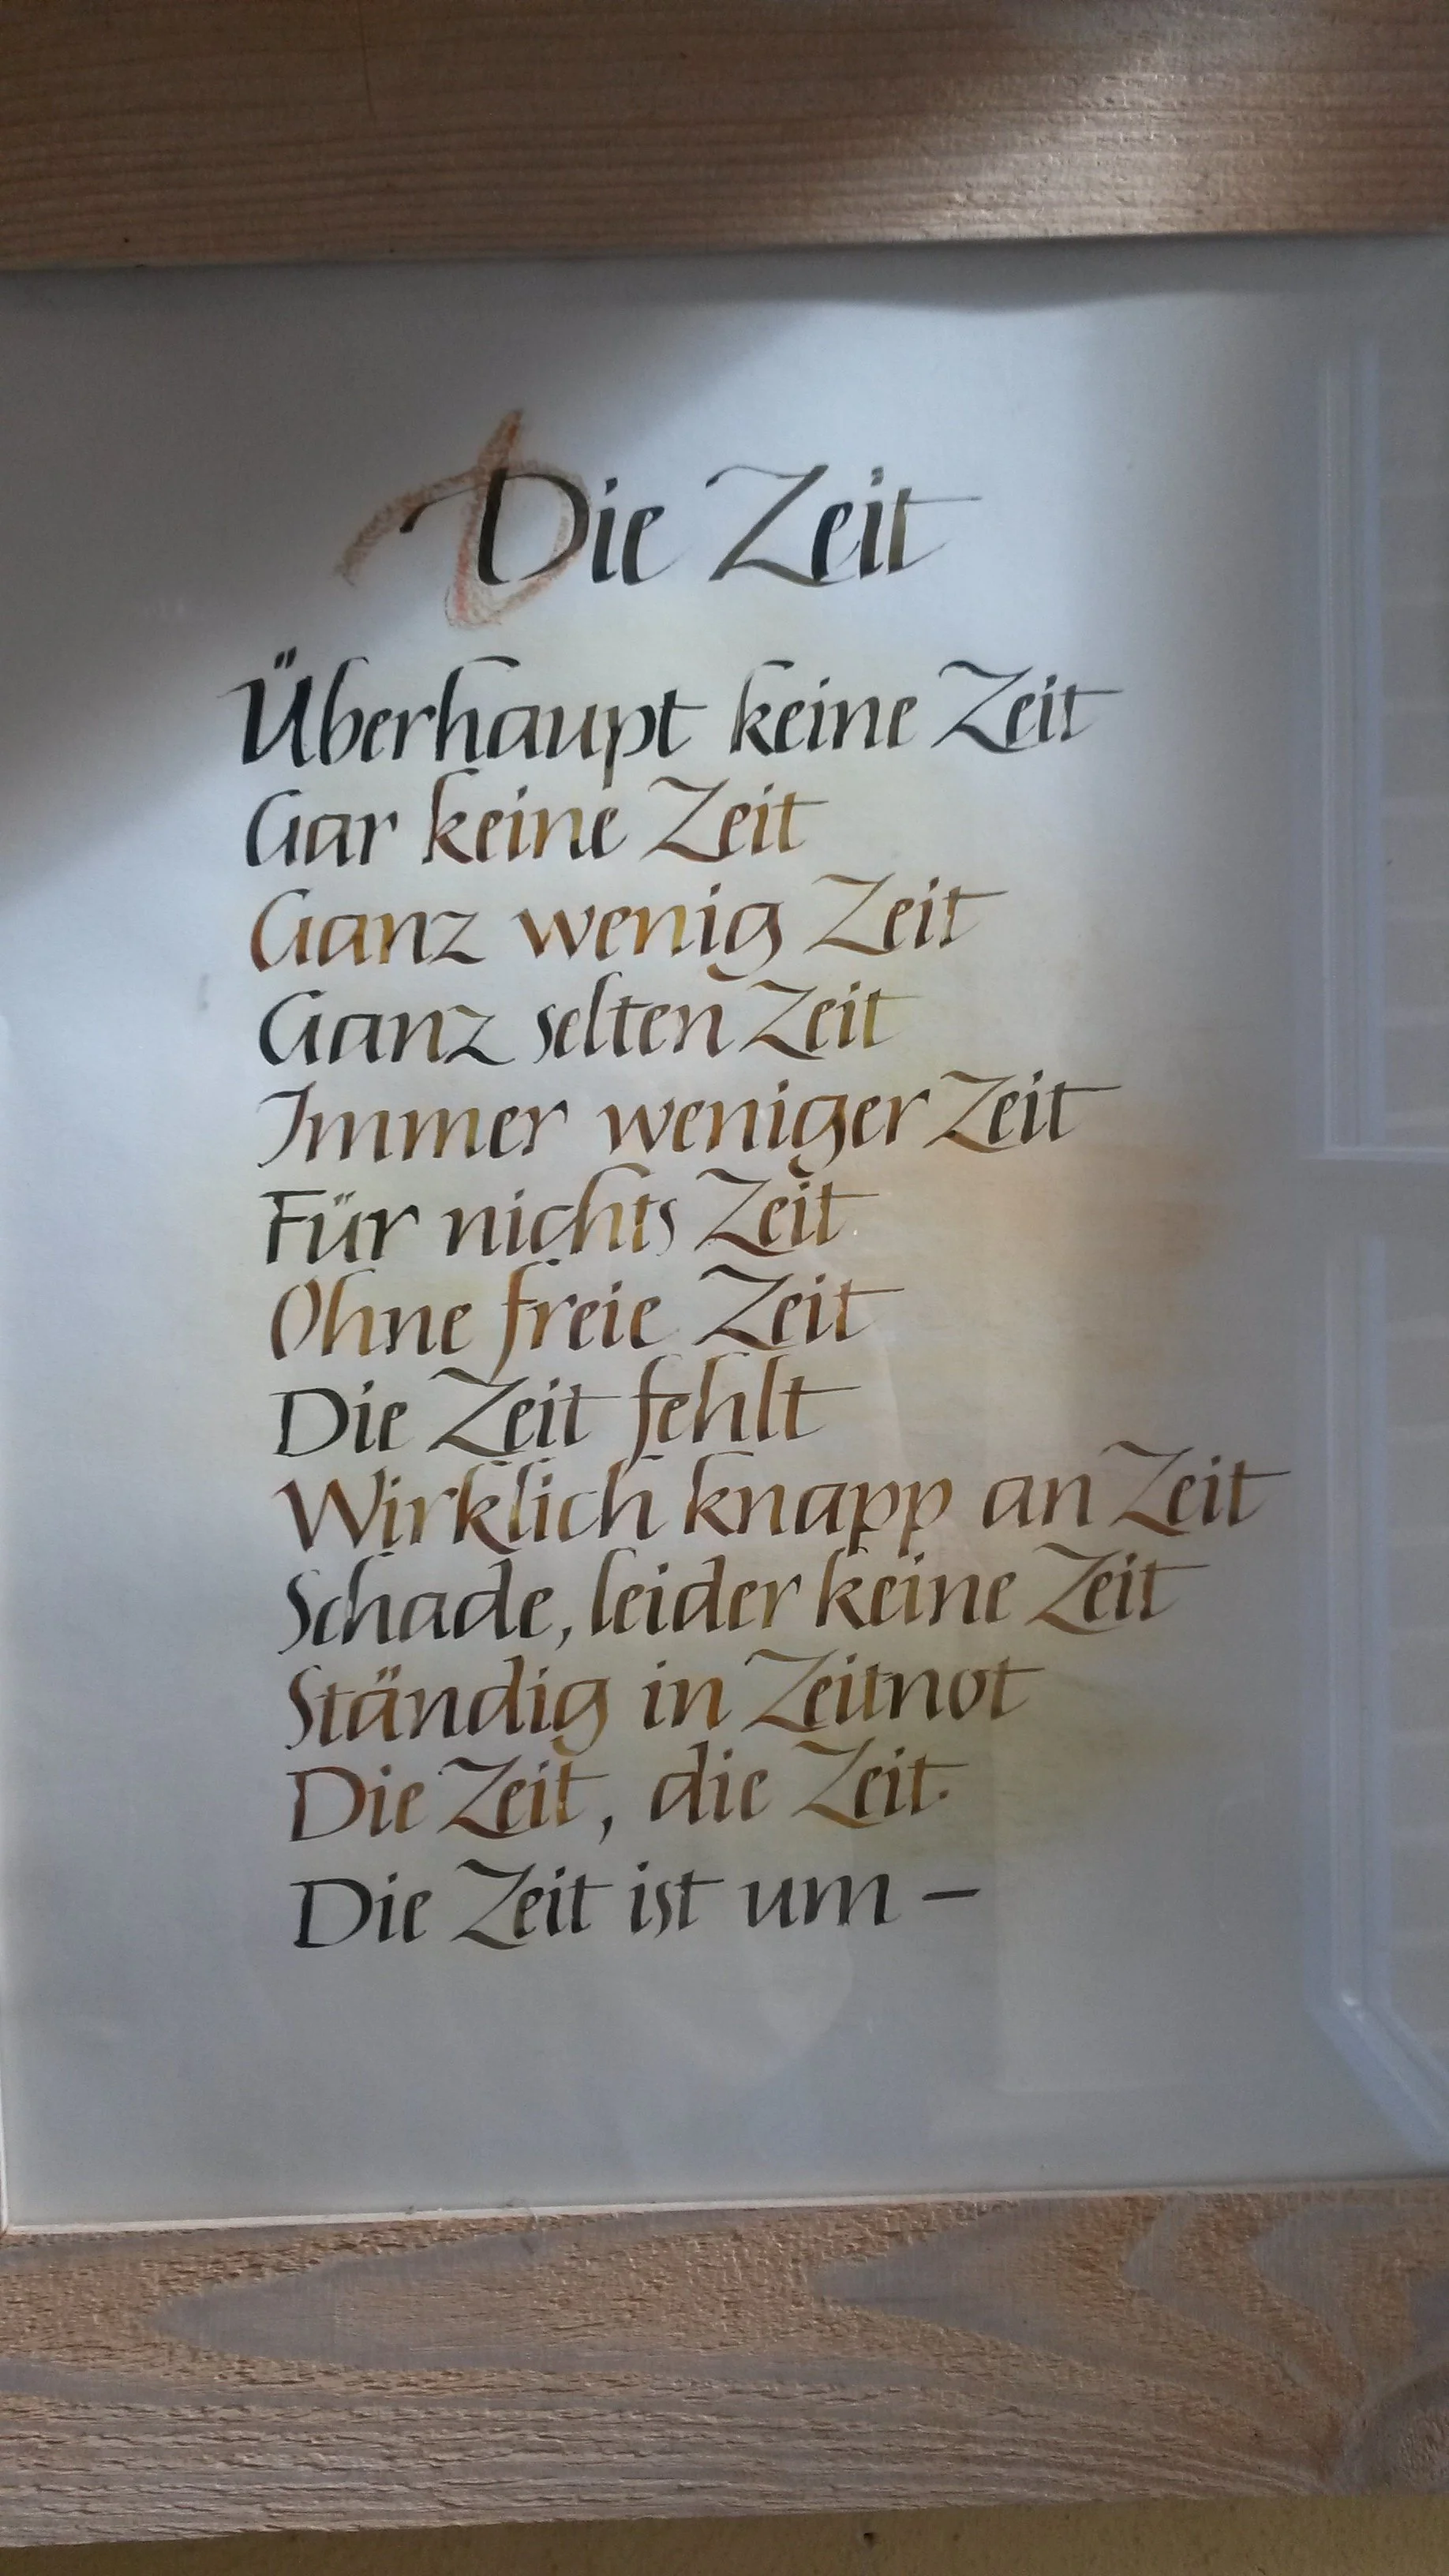 Die Zeit
Überhaupt keine Zeit
Gar keine Zeit
Ganz wenig Zeit
Ganz selten Zeit
Immer weniger Zeit
Für nichts Zeit
Ohne freie Zeit
Die Zeit fehlt
Wirklich knapp an Zeit
Schade, leider keine Zeit
Ständig in Zeitnot
Die Zeit, die Zeit.
Die Zeit ist um –